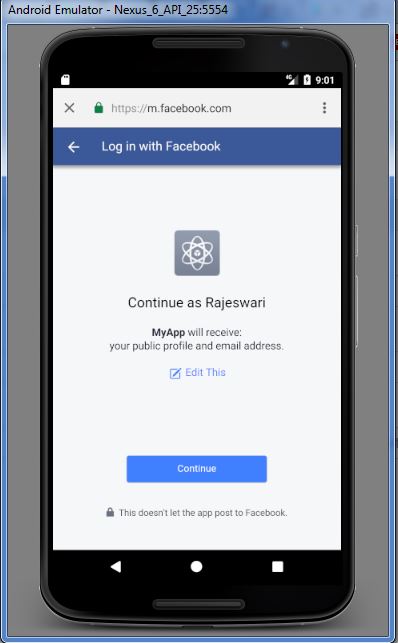 Android Emulator - Nexus_6_API_25:5554
4G 9:01
https://m.facebook.com
Log in with Facebook
Continue as Rajeswari
MyApp will receive:
your public profile and email address.
Edit This
Continue
This doesn't let the app post to Facebook.